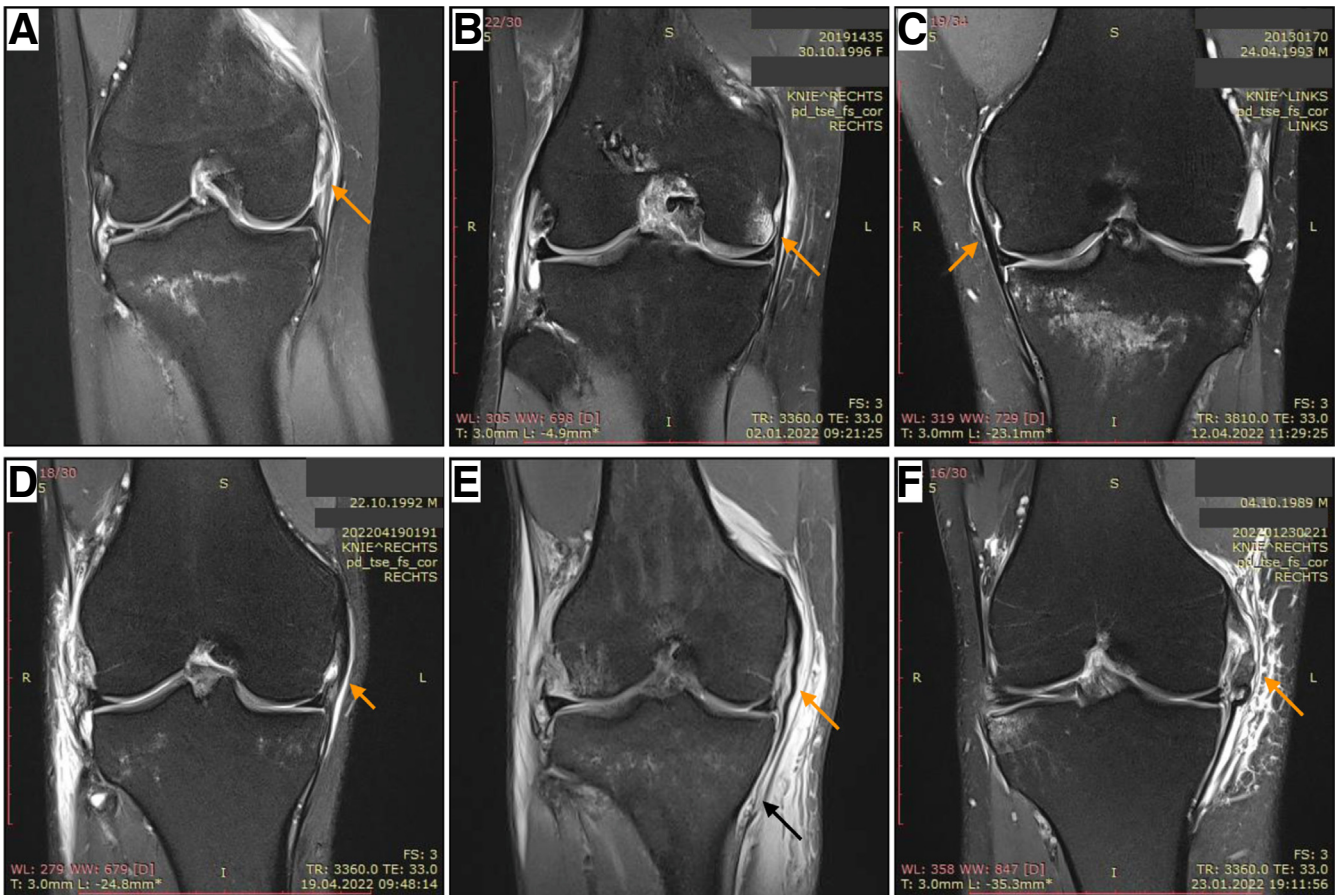 A
B
22/30
5
S
20191435
30.10.1996 F
KNIE^RECHTS
pd_tse_fs_cor
RECHTS
R
L
WL: 305 WW: 698 [D]
T: 3.0mm L: -4.9mm*
I
FS: 3
TR: 3360.0 TE: 33.0
02.01.2022 09:21:25
C
19/34
5
S
20130170
24.04.1993 M
KNIE^LINKS
pd_tse_fs_cor
LINKS
R
L
WL: 319 WW: 729 [D]
T: 3.0mm L: -23.1mm*
I
FS: 3
TR: 3810.0 TE: 33.0
12.04.2022 11:29:25
D
18/30
5
S
22.10.1992 M
202204190191
KNIE^RECHTS
pd_tse_fs_cor
RECHTS
R
L
WL: 279 WW: 679 [D]
T: 3.0mm L: -24.8mm*
I
FS: 3
TR: 3360.0 TE: 33.0
19.04.2022 09:48:14
E
F
16/30
5
S
04.10.1989 M
202201230221
KNIE^RECHTS
pd_tse_fs_cor
RECHTS
R
L
WL: 358 WW: 847 [D]
T: 3.0mm L: -35.3mm*
I
FS: 3
TR: 3360.0 TE: 33.0
23.01.2022 19:11:56